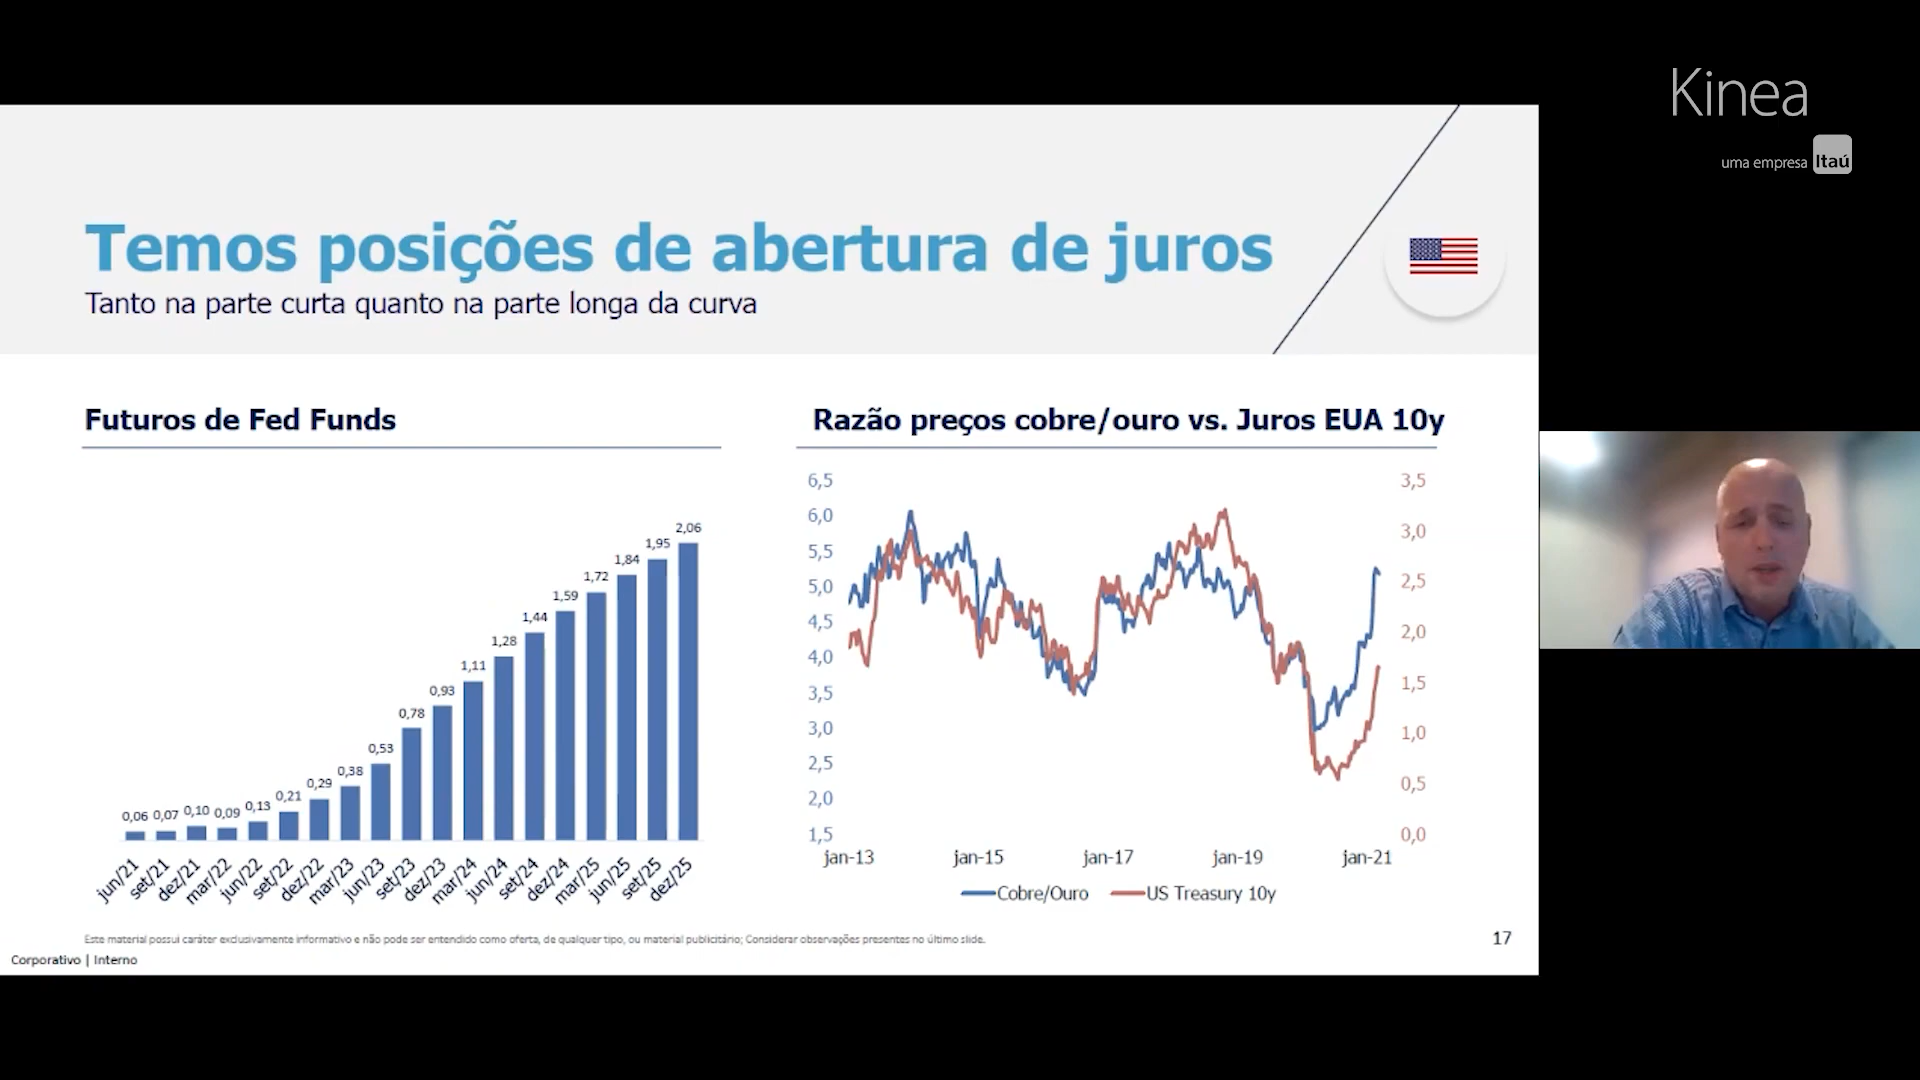 Kinea
uma empresa Itaú
Temos posições de abertura de juros
Tanto na parte curta quanto na parte longa da curva
Futuros de Fed Funds
0,06 0,07 0,10 0,09 0,13 0,21 0,29 0,38 0,53 0,78 0,93 1,11 1,28 1,44 1,59 1,72 1,84 1,95 2,06
jun/21 set/21 dez/21 mar/22 jun/22 set/22 dez/22 mar/23 jun/23 set/23 dez/23 mar/24 jun/24 set/24 dez/24 mar/25 jun/25 set/25 dez/25
Razão preços cobre/ouro vs. Juros EUA 10y
6,5 3,5
6,0 3,0
5,5 2,5
5,0 2,0
4,5 1,5
4,0 1,0
3,5 0,5
3,0 0,0
2,5
2,0
1,5
jan-13 jan-15 jan-17 jan-19 jan-21
Cobre/Ouro US Treasury 10y
Este material possui caráter exclusivamente informativo e não pode ser entendido como oferta, de qualquer tipo, ou material publicitário; Considerar observações presentes no último slide.
17
Corporativo | Interno